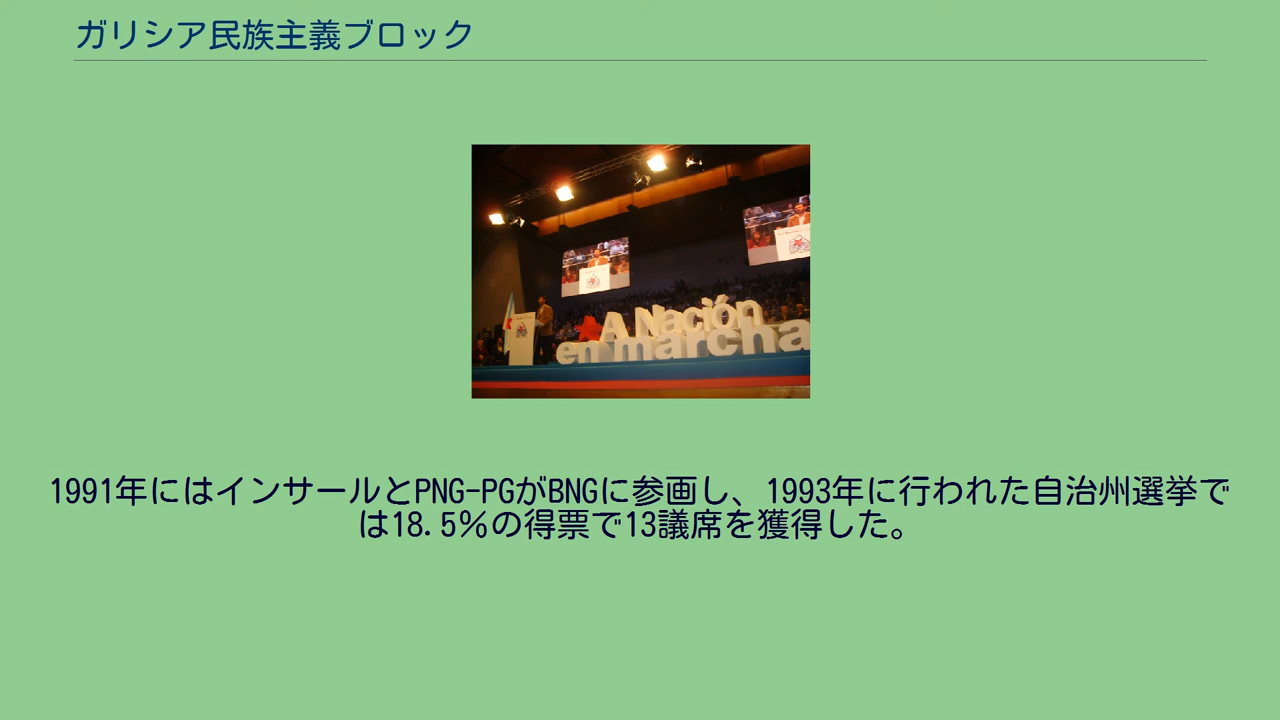 ガリシア民族主義ブロック
A Nación
en marcha
1991年にはインサールとPNG-PGがBNGに参画し、1993年に行われた自治州選挙で
は18.5%の得票で13議席を獲得した。